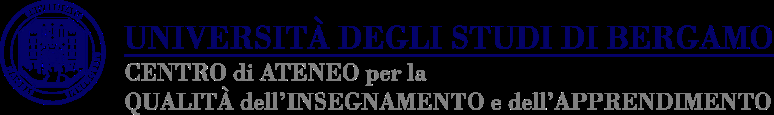 UNIVERSITÀ DEGLI STUDI DI BERGAMO
CENTRO di ATENEO per la
QUALITÀ dell'INSEGNAMENTO e dell'APPRENDIMENTO